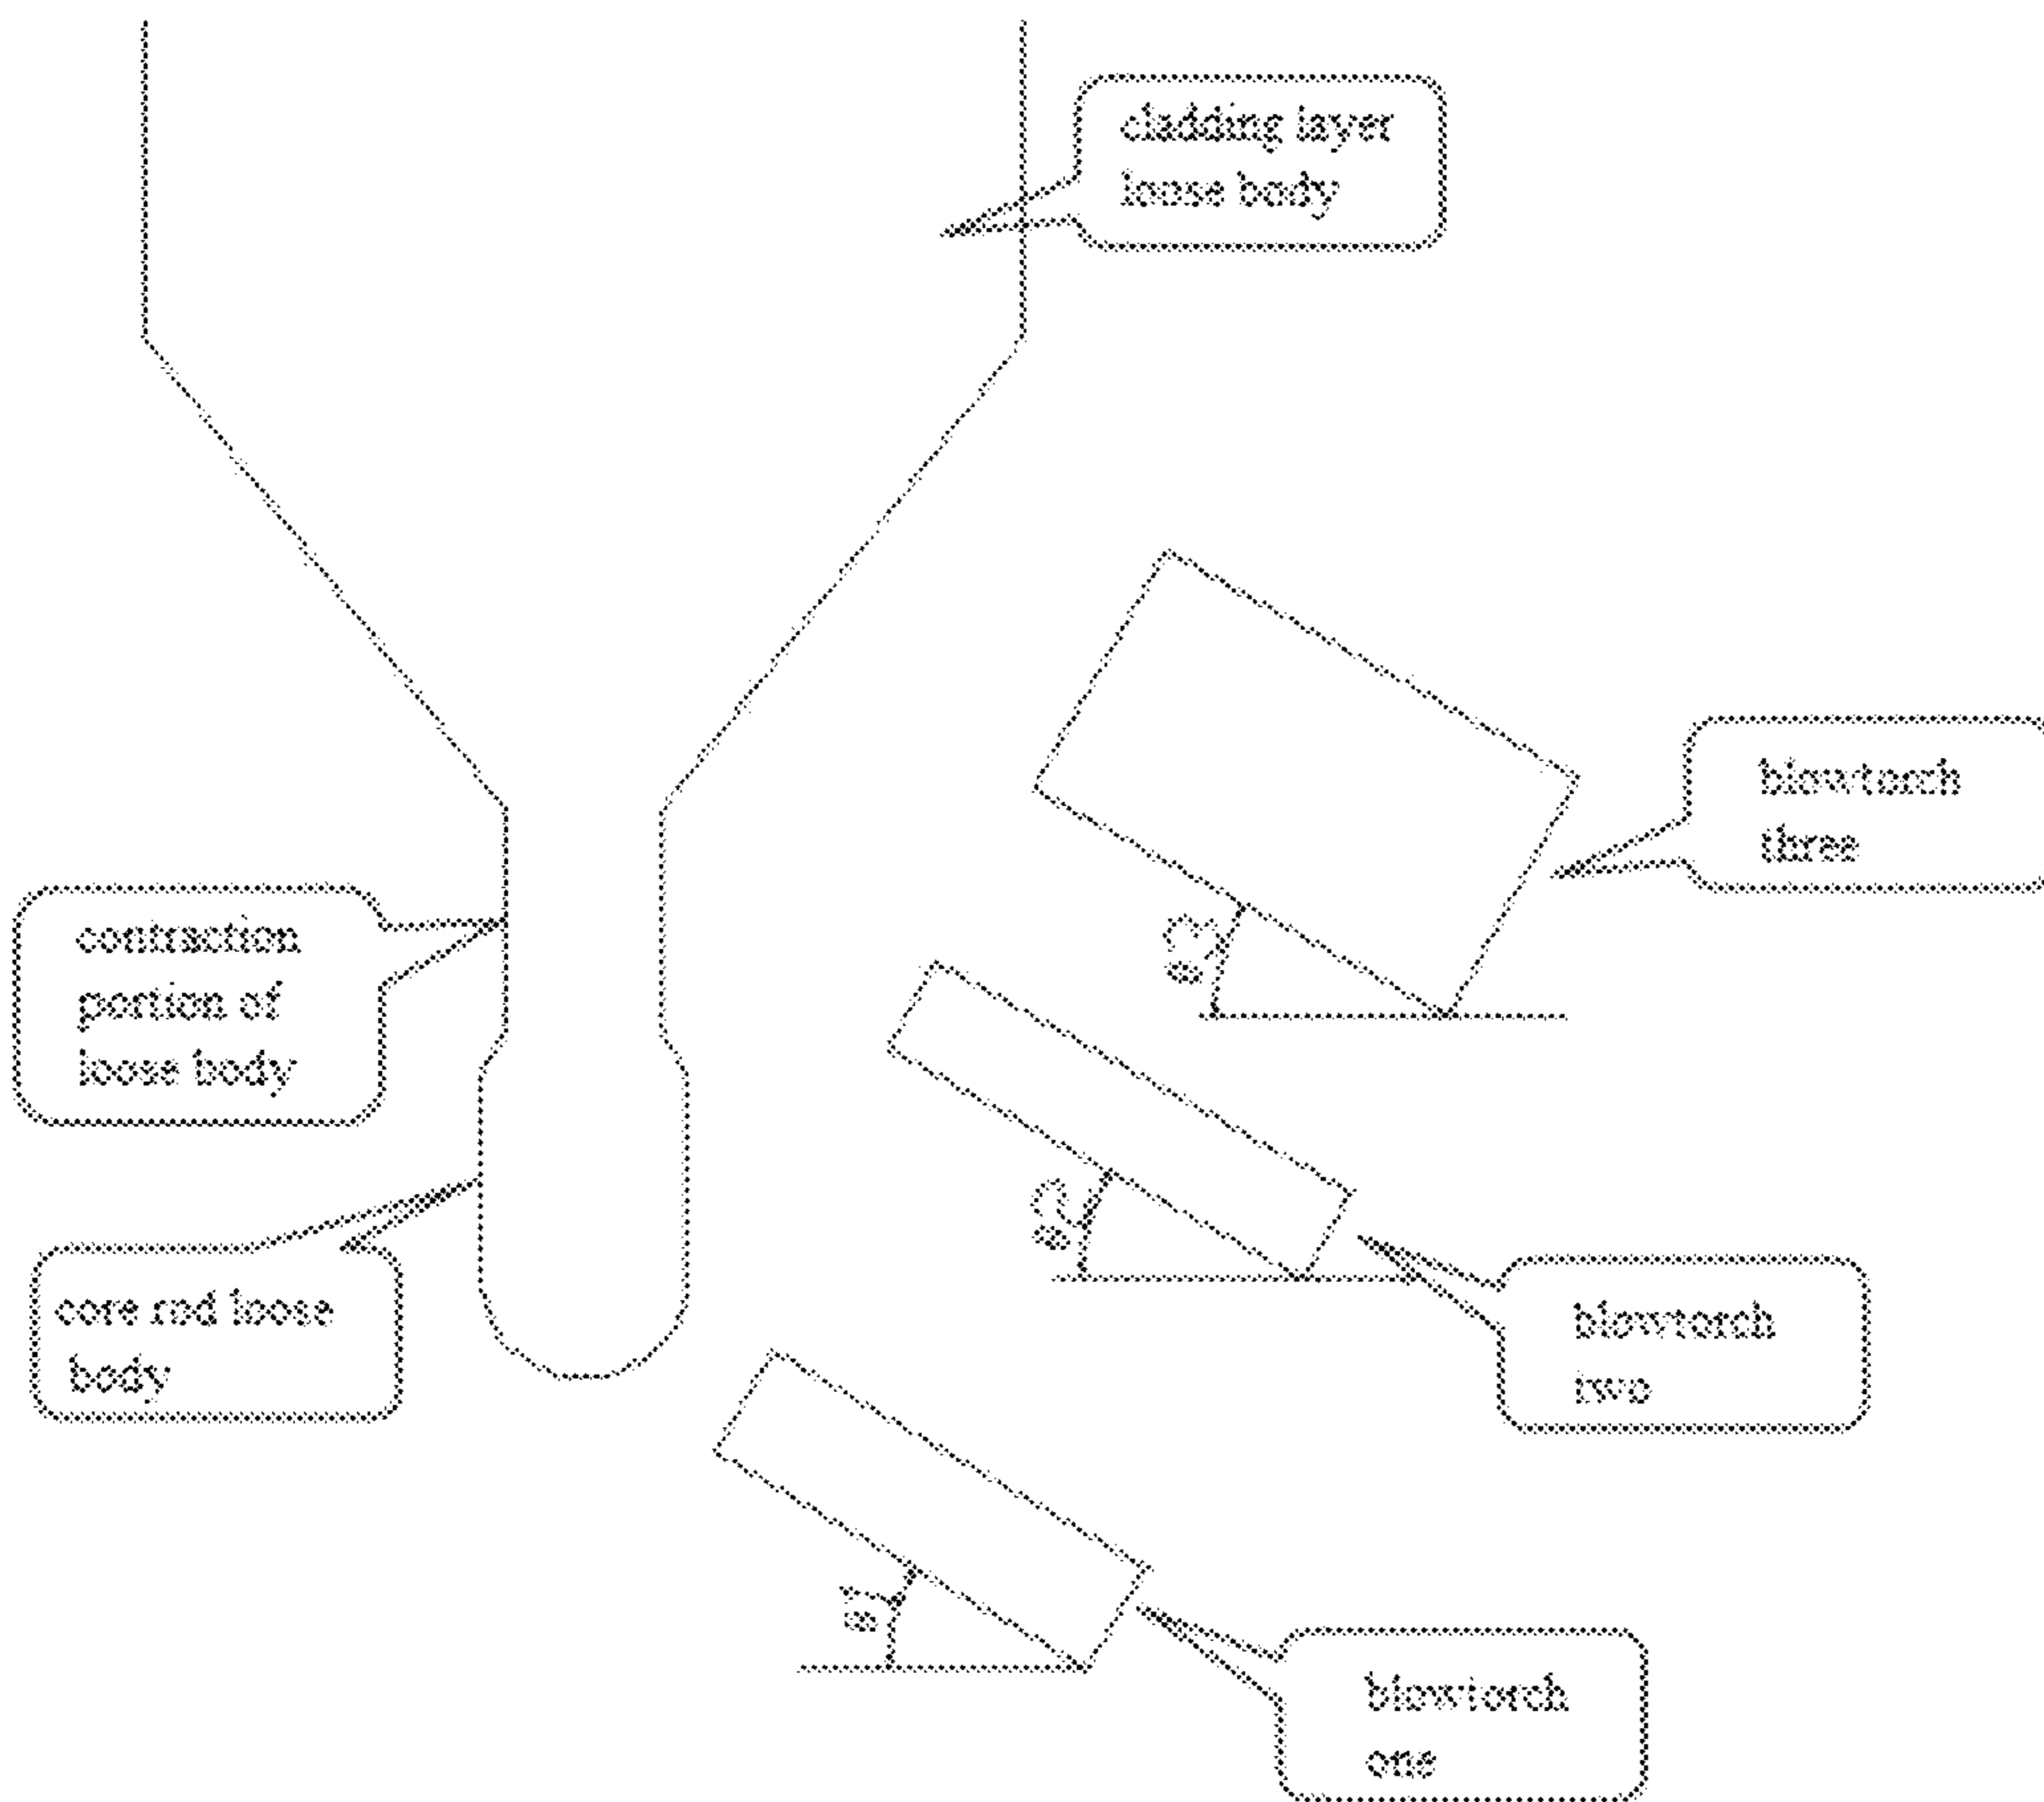 cladding layer
loose body
blowtorch
three
contraction
portion of
loose body
core rod loose
body
blowtorch
two
blowtorch
one